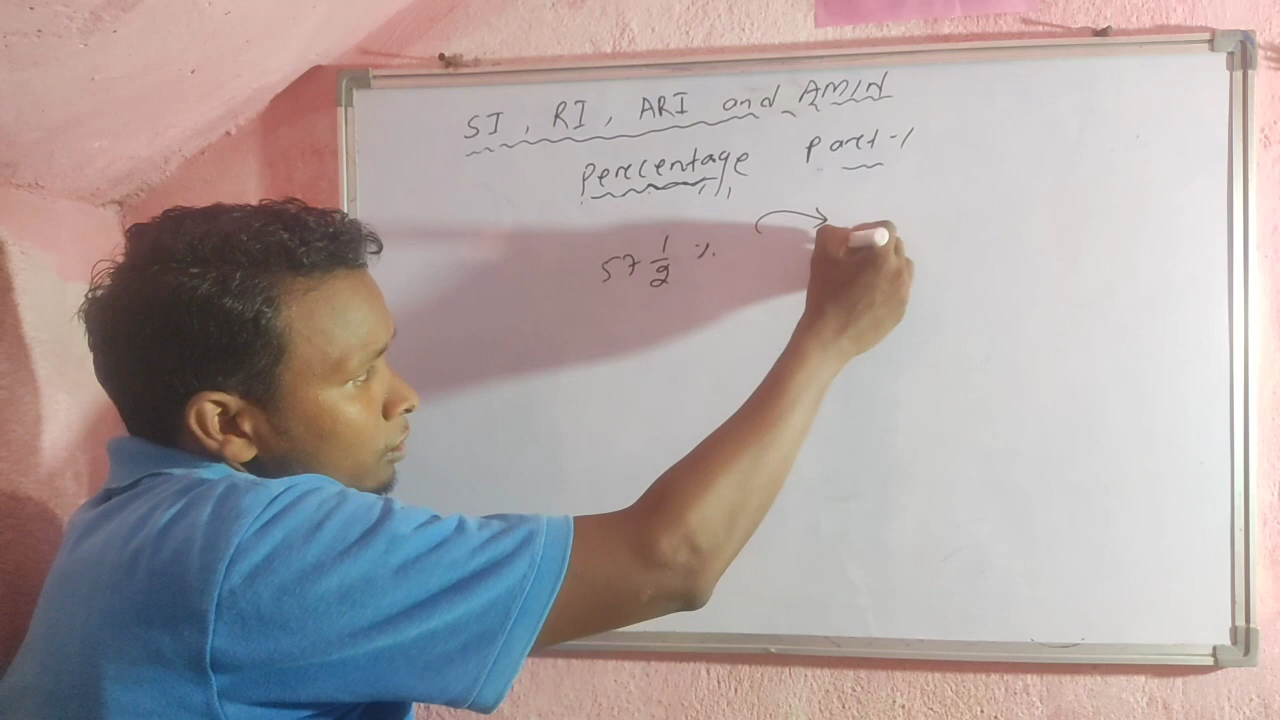 SI, RI, ARI and AMIN
Percentage Part-1
57 1/2 %